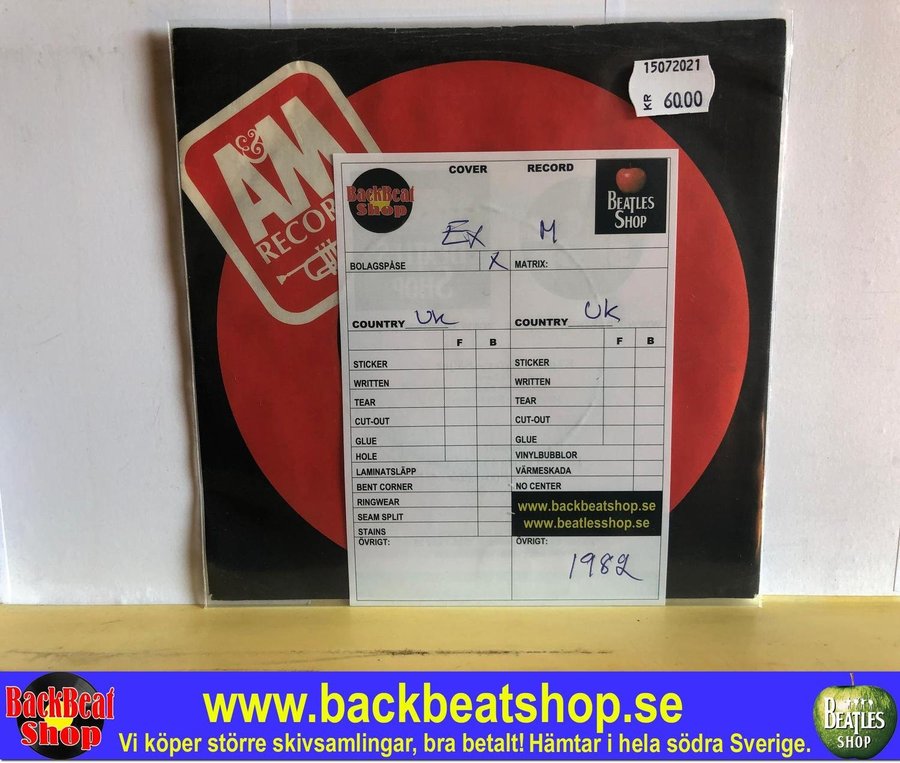 15072021
KR 60.00
A&M
RECOR
COVER RECORD
BackBeat
Shop
BEATLES
SHOP
EX M
BOLAGSPÅSE X MATRIX:
COUNTRY UK COUNTRY UK
F B F B
STICKER STICKER
WRITTEN WRITTEN
TEAR TEAR
CUT-OUT CUT-OUT
GLUE GLUE
HOLE VINYLBUBBLOR
LAMINATSLÄPP VÄRMESKADA
BENT CORNER NO CENTER
RINGWEAR
SEAM SPLIT
STAINS
www.backbeatshop.se
www.beatlesshop.se
ÖVRIGT: ÖVRIGT:
1982
BackBeat
Shop
www.backbeatshop.se
Vi köper större skivsamlingar, bra betalt! Hämtar i hela södra Sverige.
BEATLES
SHOP